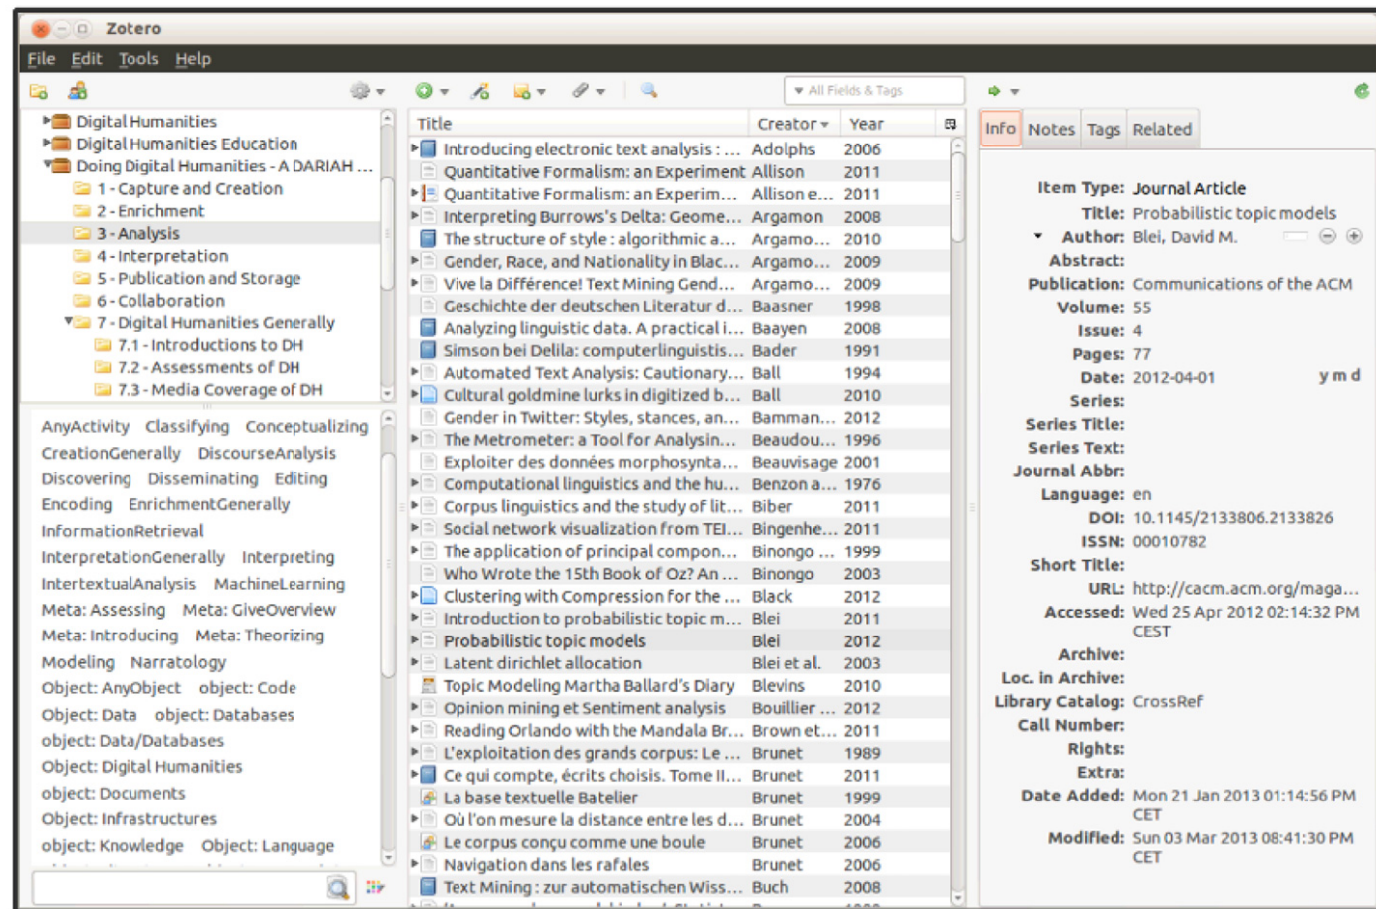 Zotero
File Edit Tools Help
All Fields & Tags
Digital Humanities
Digital Humanities Education
Doing Digital Humanities - A DARIAH ...
1 - Capture and Creation
2 - Enrichment
3 - Analysis
4 - Interpretation
5 - Publication and Storage
6 - Collaboration
7 - Digital Humanities Generally
7.1 - Introductions to DH
7.2 - Assessments of DH
7.3 - Media Coverage of DH
AnyActivity Classifying Conceptualizing
CreationGenerally DiscourseAnalysis
Discovering Disseminating Editing
Encoding EnrichmentGenerally
InformationRetrieval
InterpretationGenerally Interpreting
IntertextualAnalysis MachineLearning
Meta: Assessing Meta: GiveOverview
Meta: Introducing Meta: Theorizing
Modeling Narratology
Object: AnyObject object: Code
Object: Data object: Databases
object: Data/Databases
Object: Digital Humanities
object: Documents
Object: Infrastructures
object: Knowledge Object: Language
Title Creator Year
Introducing electronic text analysis : ... Adolphs 2006
Quantitative Formalism: an Experiment Allison 2011
Quantitative Formalism: an Experim... Allison e... 2011
Interpreting Burrows's Delta: Geome... Argamon 2008
The structure of style : algorithmic a... Argamo... 2010
Gender, Race, and Nationality in Blac... Argamo... 2009
Vive la Différence! Text Mining Gend... Argamo... 2009
Geschichte der deutschen Literatur d... Baasner 1998
Analyzing linguistic data. A practical i... Baayen 2008
Simson bei Delila: computerlinguistis... Bader 1991
Automated Text Analysis: Cautionary... Ball 1994
Cultural goldmine lurks in digitized b... Ball 2010
Gender in Twitter: Styles, stances, an... Bamman... 2012
The Metrometer: a Tool for Analysin... Beaudou... 1996
Exploiter des données morphosynta... Beauvisage 2001
Computational linguistics and the hu... Benzon a... 1976
Corpus linguistics and the study of lit... Biber 2011
Social network visualization from TEI... Bingenhe... 2011
The application of principal compon... Binongo ... 1999
Who Wrote the 15th Book of Oz? An ... Binongo 2003
Clustering with Compression for the ... Black 2012
Introduction to probabilistic topic m... Blei 2011
Probabilistic topic models Blei 2012
Latent dirichlet allocation Blei et al. 2003
Topic Modeling Martha Ballard's Diary Blevins 2010
Opinion mining et Sentiment analysis Bouillier ... 2012
Reading Orlando with the Mandala Br... Brown et... 2011
L'exploitation des grands corpus: Le ... Brunet 1989
Ce qui compte, écrits choisis. Tome II... Brunet 2011
La base textuelle Batelier Brunet 1999
Où l'on mesure la distance entre les d... Brunet 2004
Le corpus conçu comme une boule Brunet 2006
Navigation dans les rafales Brunet 2006
Text Mining : zur automatischen Wiss... Buch 2008
Info Notes Tags Related
Item Type: Journal Article
Title: Probabilistic topic models
Author: Blei, David M.
Abstract:
Publication: Communications of the ACM
Volume: 55
Issue: 4
Pages: 77
Date: 2012-04-01 y m d
Series:
Series Title:
Series Text:
Journal Abbr:
Language: en
DOI: 10.1145/2133806.2133826
ISSN: 00010782
Short Title:
URL: http://cacm.acm.org/maga...
Accessed: Wed 25 Apr 2012 02:14:32 PM
CEST
Archive:
Loc. in Archive:
Library Catalog: CrossRef
Call Number:
Rights:
Extra:
Date Added: Mon 21 Jan 2013 01:14:56 PM
CET
Modified: Sun 03 Mar 2013 08:41:30 PM
CET